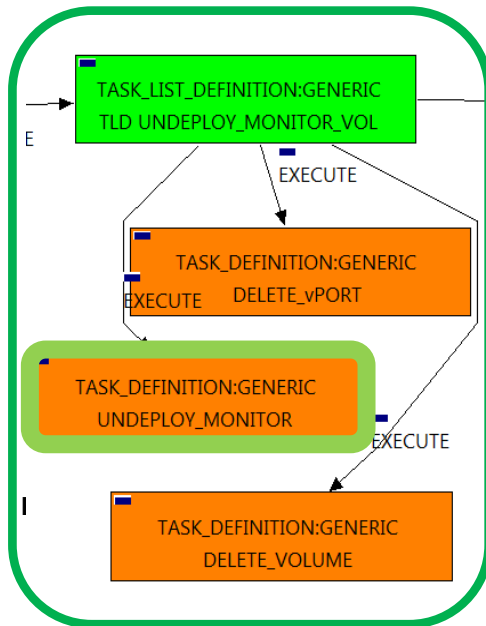 TASK_LIST_DEFINITION:GENERIC
TLD UNDEPLOY_MONITOR_VOL
E
EXECUTE
TASK_DEFINITION:GENERIC
DELETE_vPORT
EXECUTE
TASK_DEFINITION:GENERIC
UNDEPLOY_MONITOR
EXECUTE
TASK_DEFINITION:GENERIC
DELETE_VOLUME